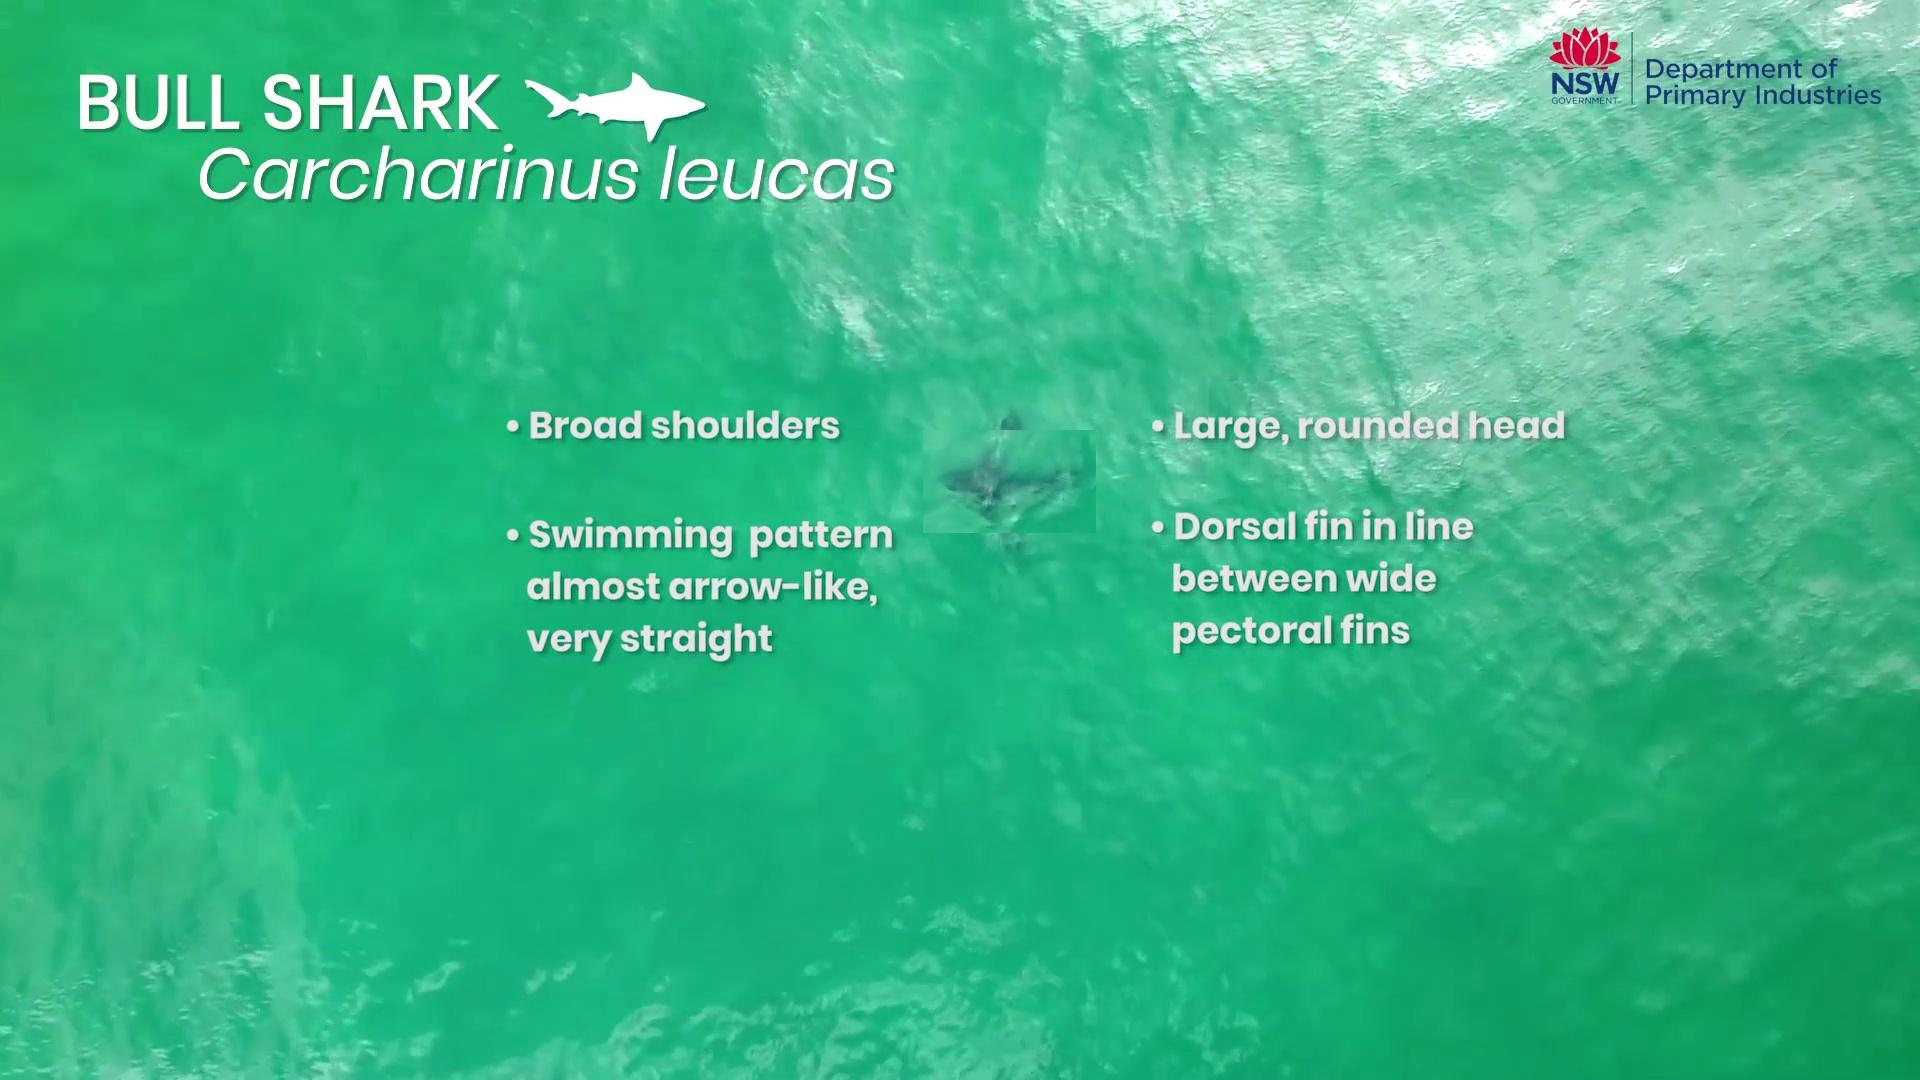 BULL SHARK
Carcharinus leucas
NSW
GOVERNMENT
Department of
Primary Industries
• Broad shoulders
• Swimming pattern
almost arrow-like,
very straight
• Large, rounded head
• Dorsal fin in line
between wide
pectoral fins